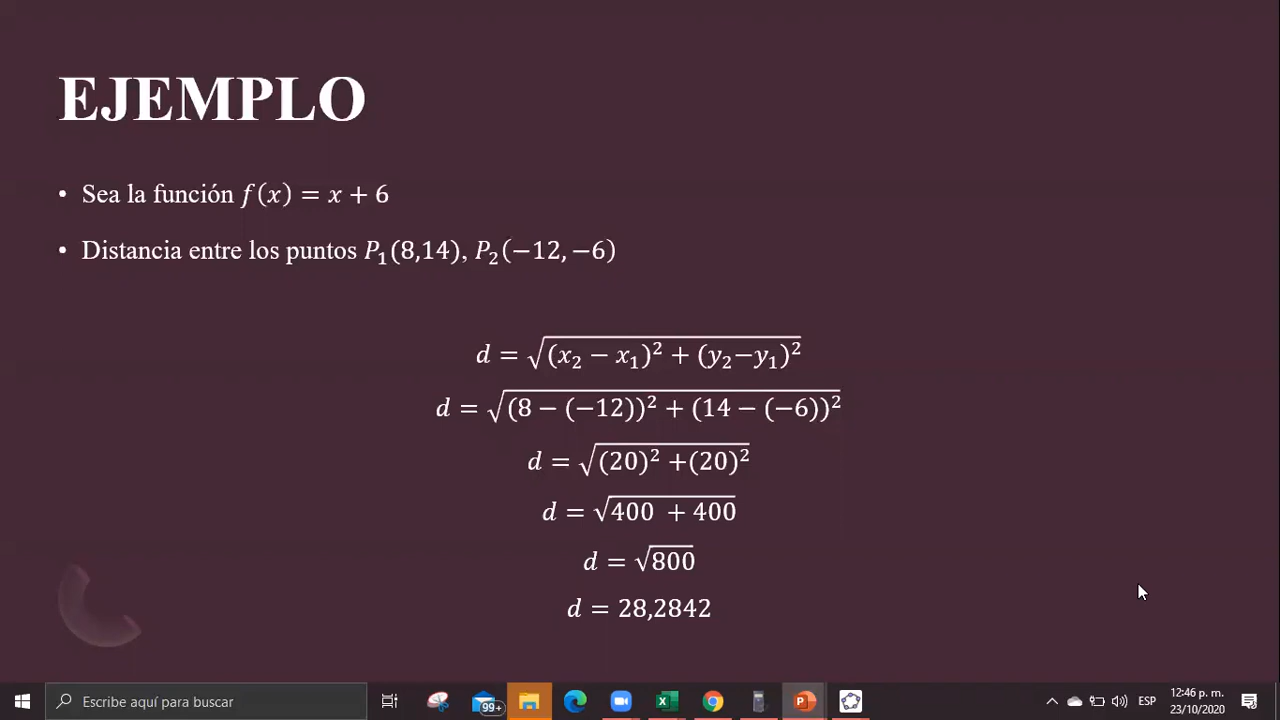 EJEMPLO
• Sea la función f(x) = x + 6
• Distancia entre los puntos P₁(8,14), P₂(−12, −6)
d = √((x₂ − x₁)² + (y₂−y₁)²)
d = √((8 − (−12))² + (14 − (−6))²)
d = √((20)² +(20)²)
d = √(400 + 400)
d = √800
d = 28,2842
Escribe aquí para buscar
99+
ESP
12:46 p. m.
23/10/2020